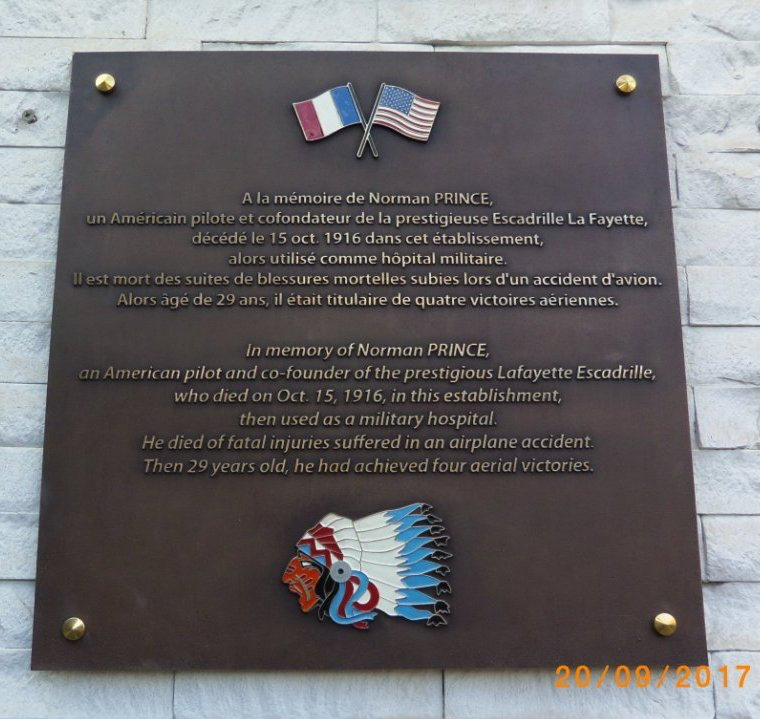 A la mémoire de Norman PRINCE,
un Américain pilote et cofondateur de la prestigieuse Escadrille La Fayette,
décédé le 15 oct. 1916 dans cet établissement,
alors utilisé comme hôpital militaire.
Il est mort des suites de blessures mortelles subies lors d'un accident d'avion.
Alors âgé de 29 ans, il était titulaire de quatre victoires aériennes.
In memory of Norman PRINCE,
an American pilot and co-founder of the prestigious Lafayette Escadrille,
who died on Oct. 15, 1916, in this establishment,
then used as a military hospital.
He died of fatal injuries suffered in an airplane accident.
Then 29 years old, he had achieved four aerial victories.
20/09/2017